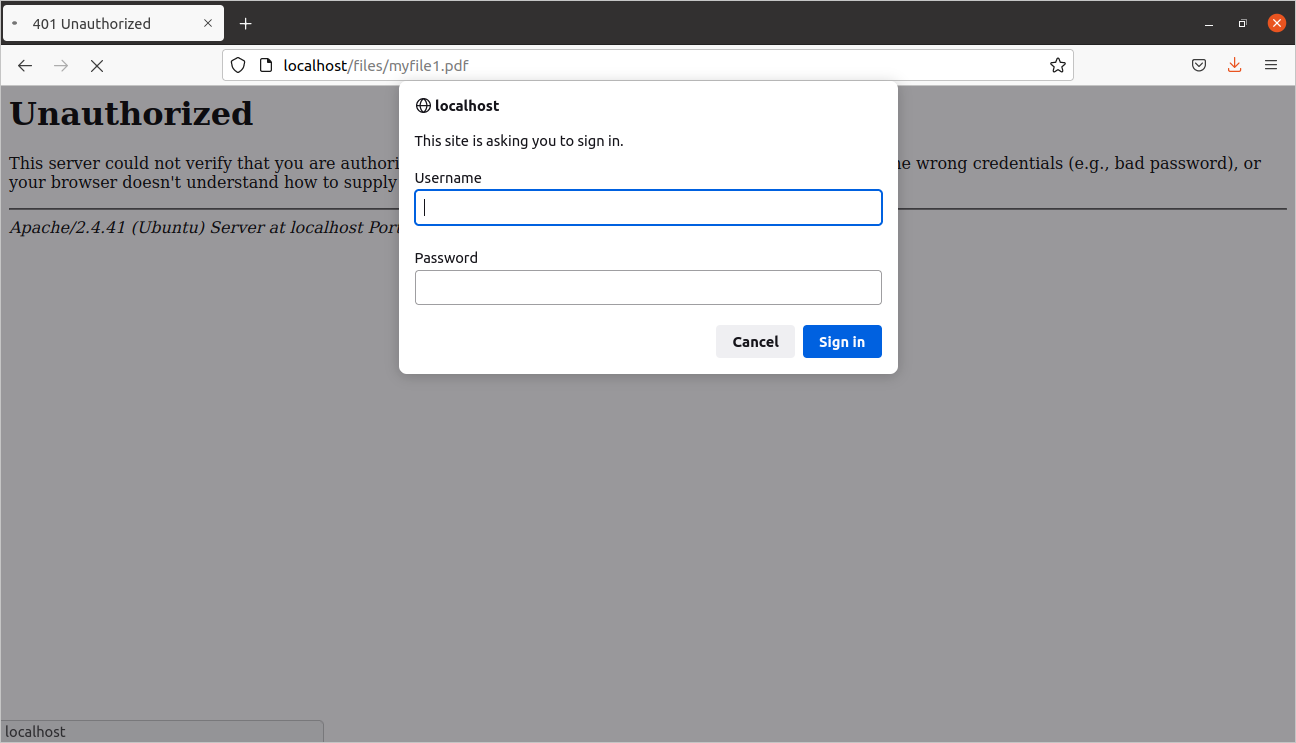 401 Unauthorized
localhost/files/myfile1.pdf
localhost
This site is asking you to sign in.
Username
Password
Cancel Sign in
Unauthorized
This server could not verify that you are wrong credentials (e.g., bad password), or
your browser doesn't understand how to supply
Apache/2.4.41 (Ubuntu) Server at localhost
localhost